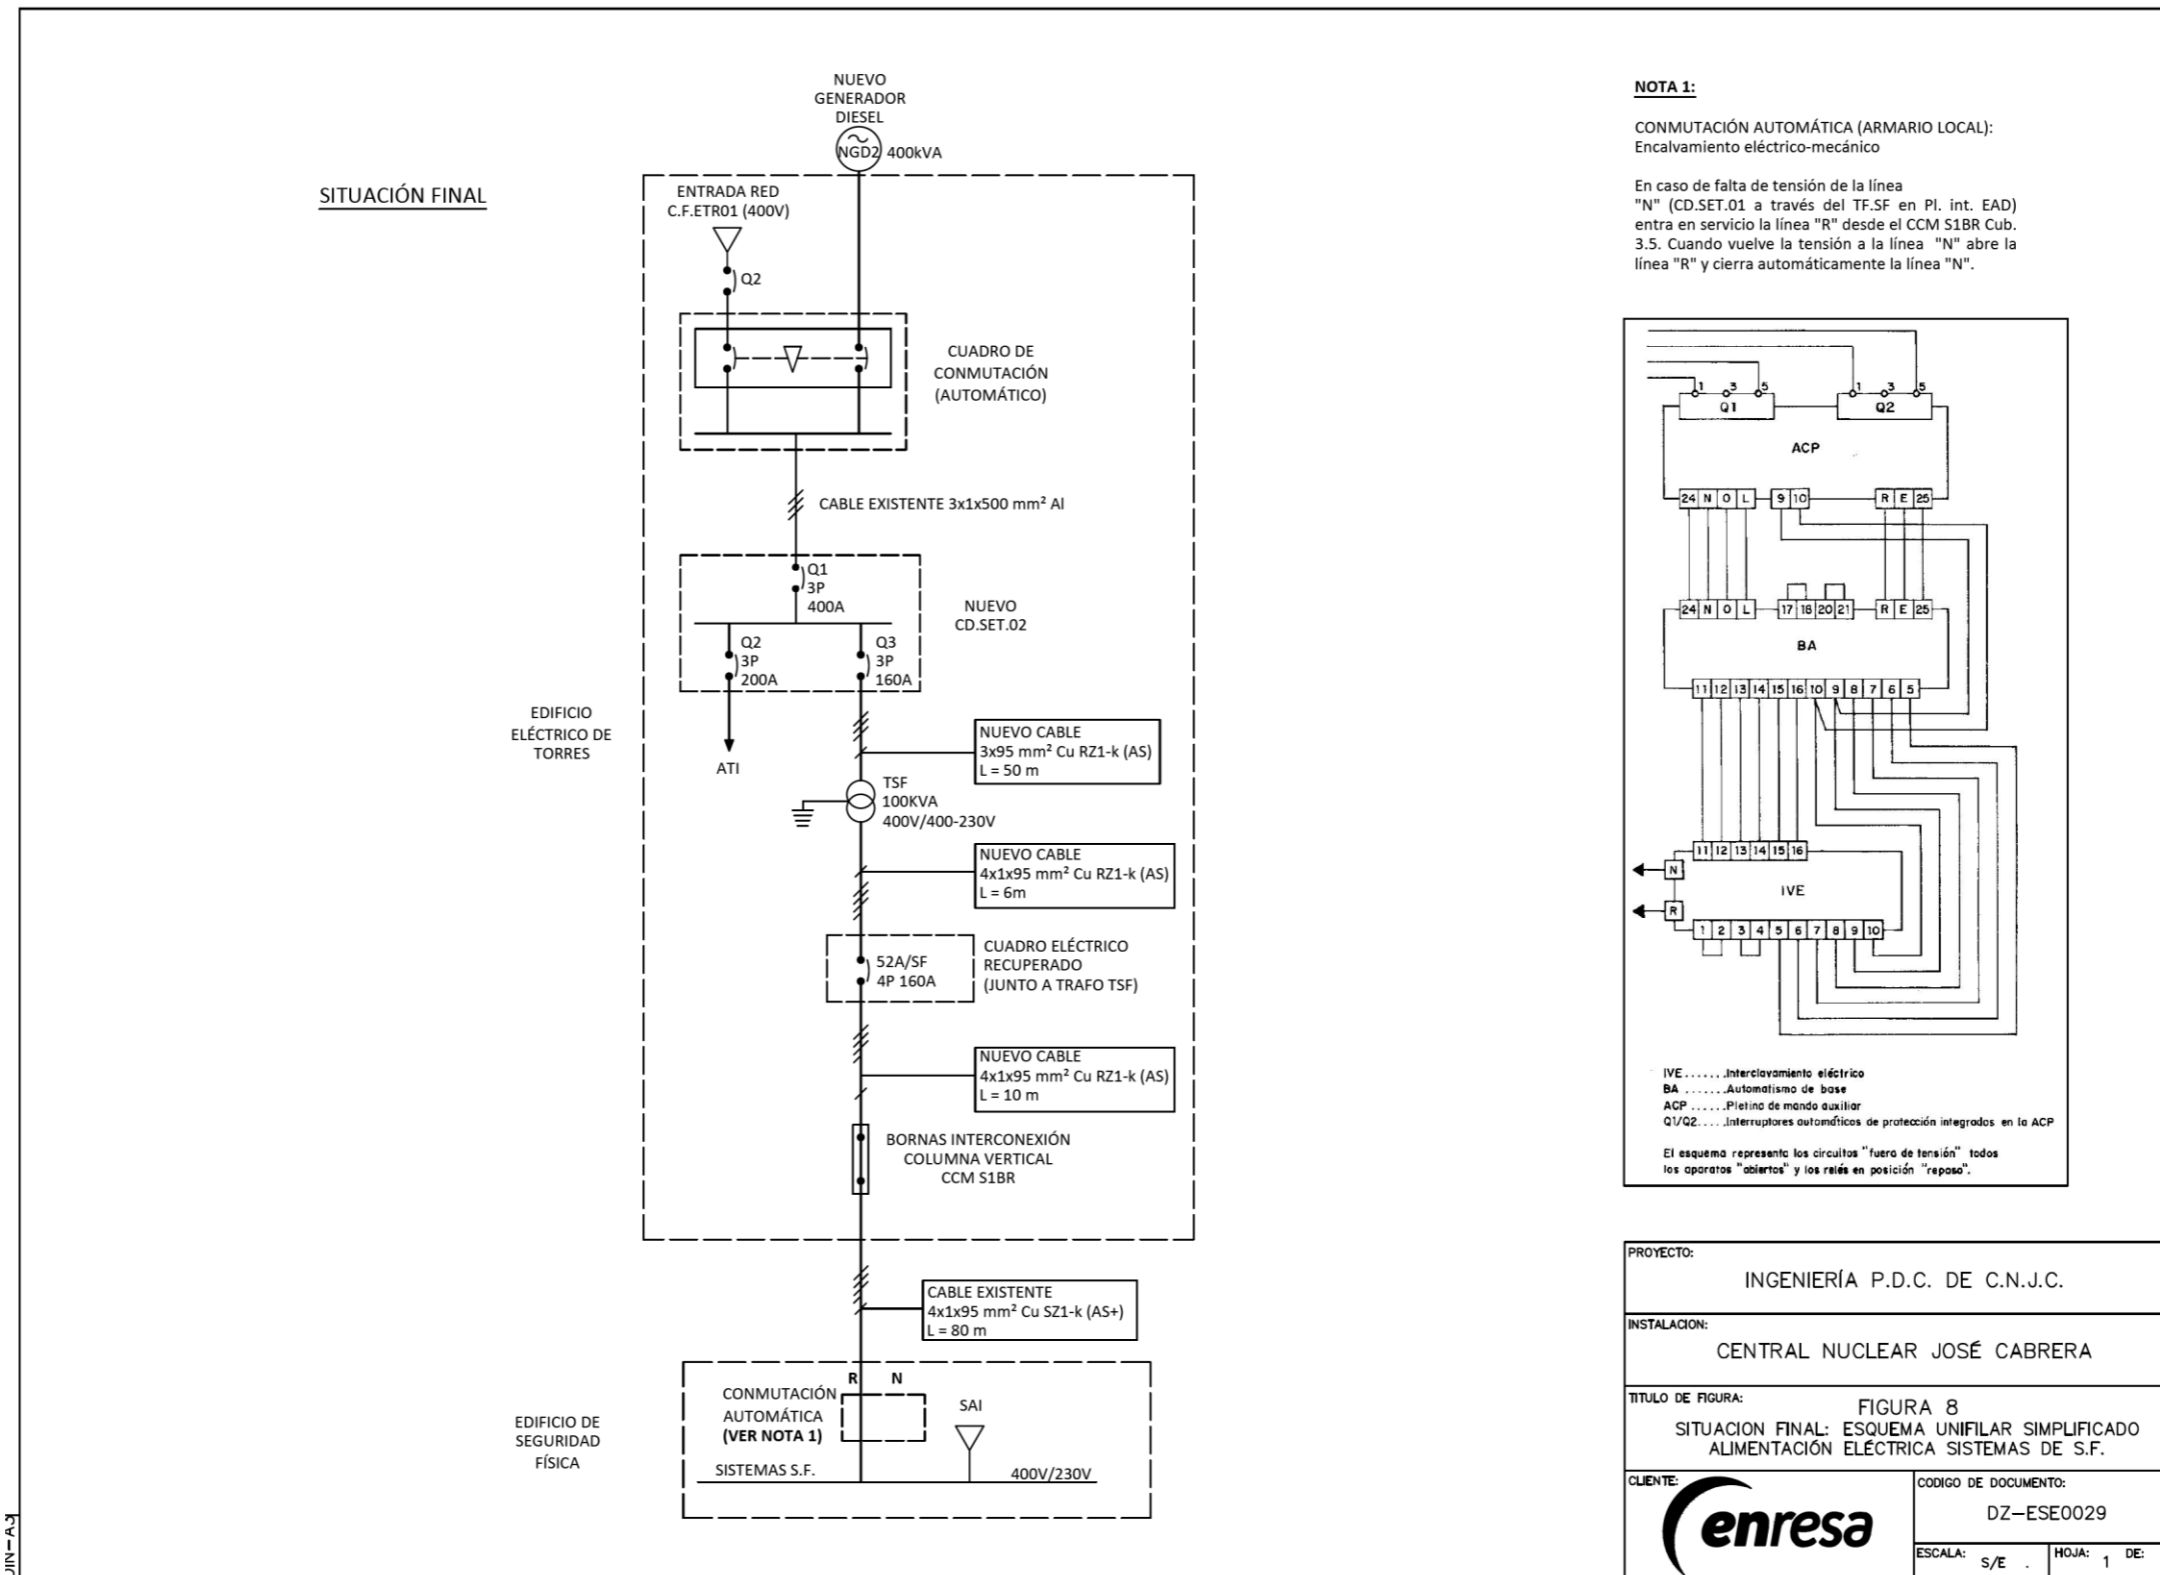 SITUACIÓN FINAL
NUEVO
GENERADOR
DIESEL
NGD2
400kVA
ENTRADA RED
C.F.ETR01 (400V)
Q2
CUADRO DE
CONMUTACIÓN
(AUTOMÁTICO)
CABLE EXISTENTE 3x1x500 mm² Al
Q1
3P
400A
NUEVO
CD.SET.02
Q2
3P
200A
Q3
3P
160A
ATI
EDIFICIO
ELÉCTRICO DE
TORRES
NUEVO CABLE
3x95 mm² Cu RZ1-k (AS)
L = 50 m
TSF
100KVA
400V/400-230V
NUEVO CABLE
4x1x95 mm² Cu RZ1-k (AS)
L = 6m
52A/SF
4P 160A
CUADRO ELÉCTRICO
RECUPERADO
(JUNTO A TRAFO TSF)
NUEVO CABLE
4x1x95 mm² Cu RZ1-k (AS)
L = 10 m
BORNAS INTERCONEXIÓN
COLUMNA VERTICAL
CCM S1BR
CABLE EXISTENTE
4x1x95 mm² Cu SZ1-k (AS+)
L = 80 m
R N
CONMUTACIÓN
AUTOMÁTICA
(VER NOTA 1)
SAI
SISTEMAS S.F.
400V/230V
EDIFICIO DE
SEGURIDAD
FÍSICA
NOTA 1:
CONMUTACIÓN AUTOMÁTICA (ARMARIO LOCAL):
Encalvamiento eléctrico-mecánico
En caso de falta de tensión de la línea
"N" (CD.SET.01 a través del TF.SF en Pl. int. EAD)
entra en servicio la línea "R" desde el CCM S1BR Cub.
3.5. Cuando vuelve la tensión a la línea "N" abre la
línea "R" y cierra automáticamente la línea "N".
1 3 5 1 3 5
Q1 Q2
ACP
24 N O L 9 10 R E 25
24 N O L 17 18 20 21 R E 25
BA
11 12 13 14 15 16 10 9 8 7 6 5
11 12 13 14 15 16
N
IVE
R
1 2 3 4 5 6 7 8 9 10
IVE.......Interclavamiento eléctrico
BA .......Automatismo de base
ACP ......Pletina de mando auxiliar
Q1/Q2.....Interruptores automáticos de protección integrados en la ACP
El esquema representa los circuitos "fuera de tensión" todos
los aparatos "abiertos" y los relés en posición "reposo".
PROYECTO:
INGENIERÍA P.D.C. DE C.N.J.C.
INSTALACION:
CENTRAL NUCLEAR JOSÉ CABRERA
TITULO DE FIGURA:
FIGURA 8
SITUACION FINAL: ESQUEMA UNIFILAR SIMPLIFICADO
ALIMENTACIÓN ELÉCTRICA SISTEMAS DE S.F.
CLIENTE:
enresa
CODIGO DE DOCUMENTO:
DZ-ESE0029
ESCALA: S/E .
HOJA: 1 DE: